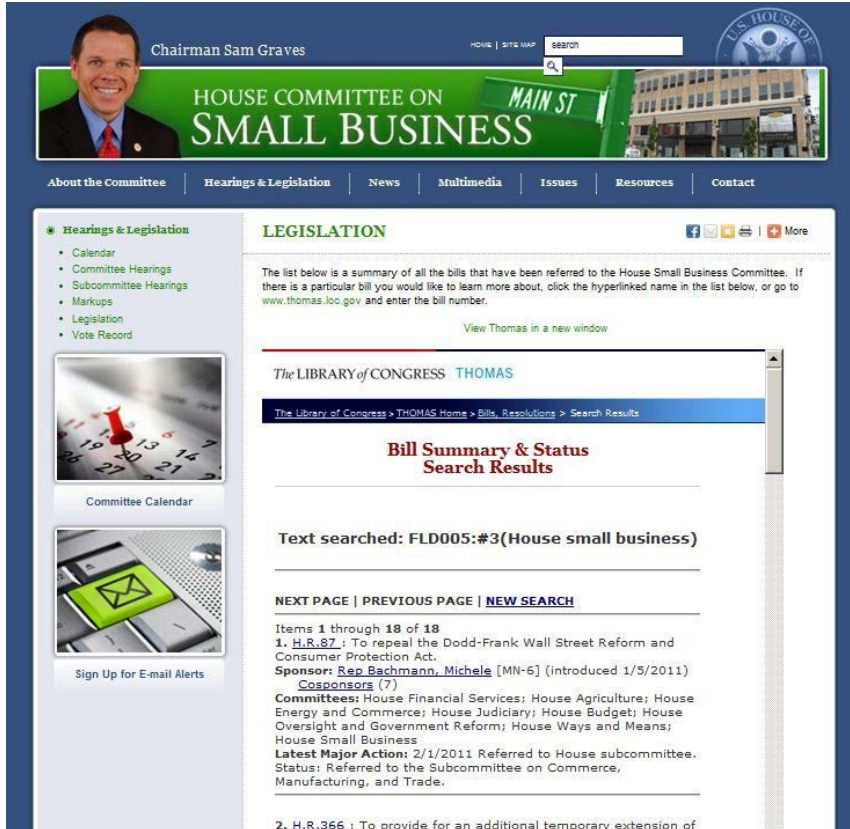 Chairman Sam Graves
HOME | SITE MAP
search
U.S. HOUSE OF
HOUSE COMMITTEE ON
SMALL BUSINESS
MAIN ST
About the Committee
Hearings & Legislation
News
Multimedia
Issues
Resources
Contact
Hearings & Legislation
Calendar
Committee Hearings
Subcommittee Hearings
Markups
Legislation
Vote Record
19 13 14 7
20
26 27 21
28
Committee Calendar
Sign Up for E-mail Alerts
LEGISLATION
More
The list below is a summary of all the bills that have been referred to the House Small Business Committee. If
there is a particular bill you would like to learn more about, click the hyperlinked name in the list below, or go to
www.thomas.loc.gov and enter the bill number.
View Thomas in a new window
The LIBRARY of CONGRESS THOMAS
The Library of Congress > THOMAS Home > Bills, Resolutions > Search Results
Bill Summary & Status
Search Results
Text searched: FLD005:#3(House small business)
NEXT PAGE | PREVIOUS PAGE | NEW SEARCH
Items 1 through 18 of 18
1. H.R.87 : To repeal the Dodd-Frank Wall Street Reform and
Consumer Protection Act.
Sponsor: Rep Bachmann, Michele [MN-6] (introduced 1/5/2011)
Cosponsors (7)
Committees: House Financial Services; House Agriculture; House
Energy and Commerce; House Judiciary; House Budget; House
Oversight and Government Reform; House Ways and Means;
House Small Business
Latest Major Action: 2/1/2011 Referred to House subcommittee.
Status: Referred to the Subcommittee on Commerce,
Manufacturing, and Trade.
2. H.R.366 : To provide for an additional temporary extension of